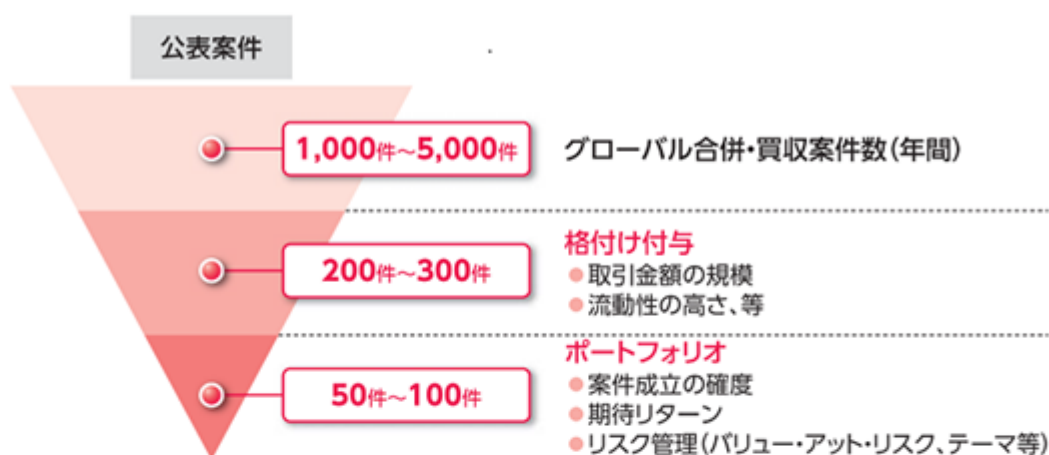 公表案件
1,000件～5,000件
グローバル合併・買収案件数(年間)
200件～300件
格付け付与
●取引金額の規模
●流動性の高さ、等
50件～100件
ポートフォリオ
●案件成立の確度
●期待リターン
●リスク管理(バリュー・アット・リスク、テーマ等)